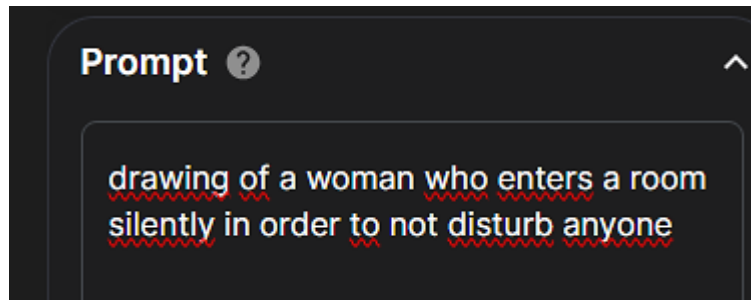 Prompt ?
drawing of a woman who enters a room
silently in order to not disturb anyone